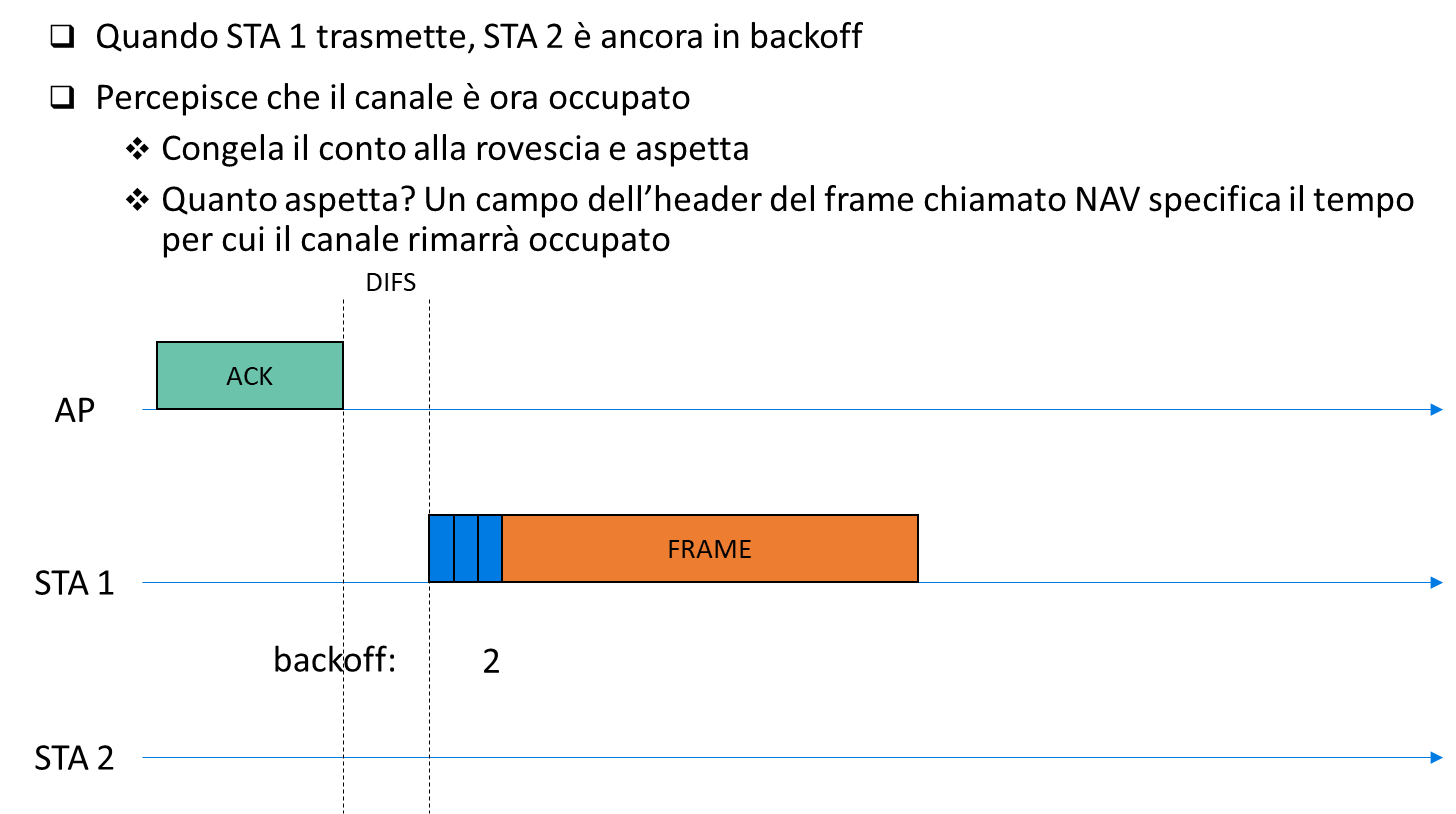 Quando STA 1 trasmette, STA 2 è ancora in backoff
Percepisce che il canale è ora occupato
Congela il conto alla rovescia e aspetta
Quanto aspetta? Un campo dell’header del frame chiamato NAV specifica il tempo
per cui il canale rimarrà occupato
DIFS
ACK
AP
FRAME
STA 1
backoff: 2
STA 2